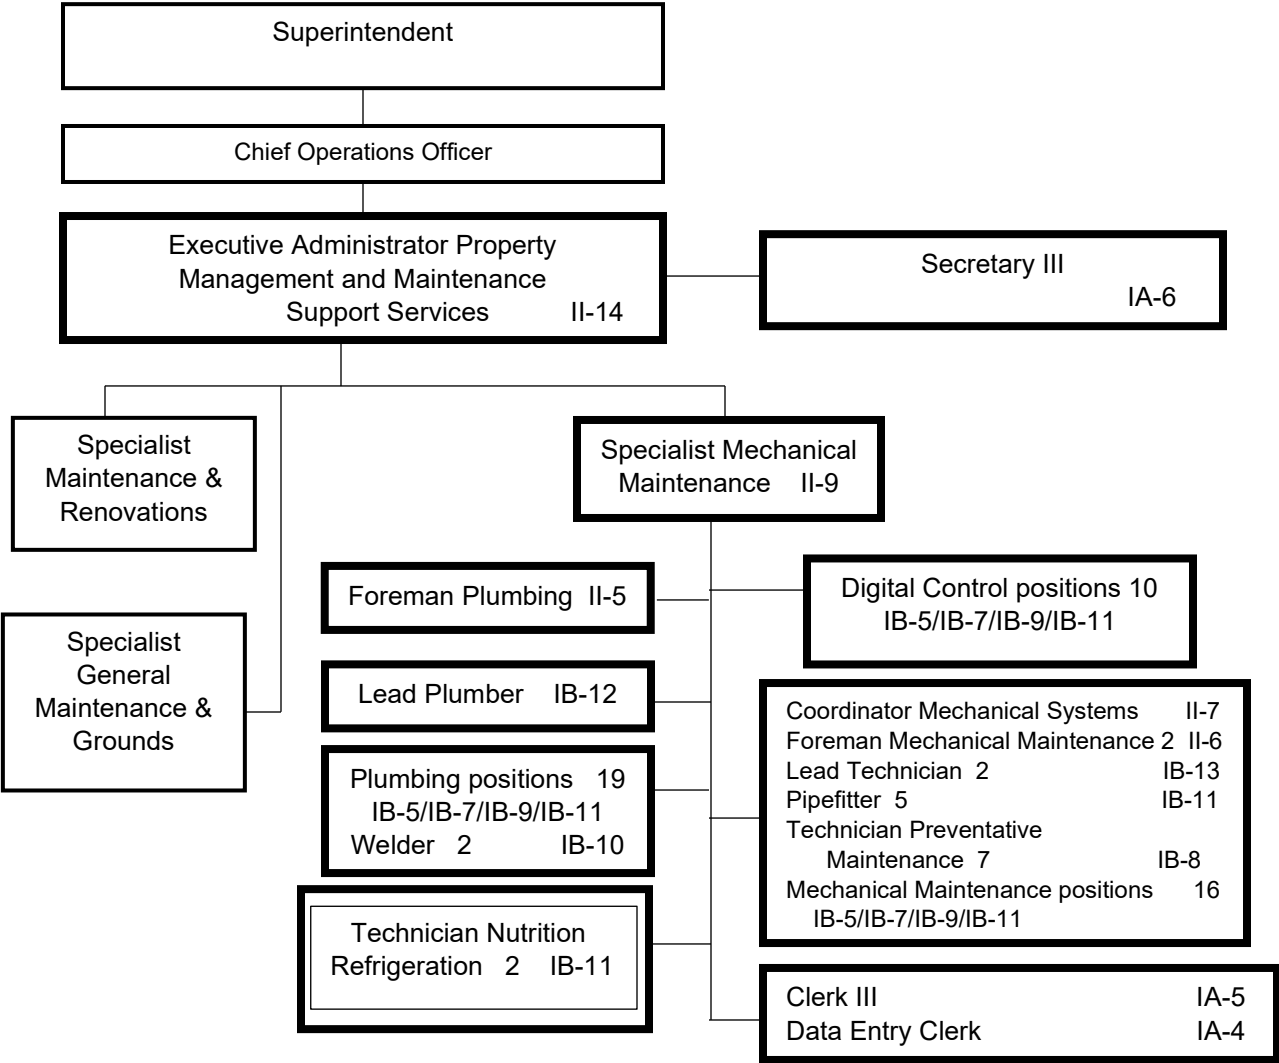 Superintendent
Chief Operations Officer
Executive Administrator Property
Management and Maintenance
Support Services II-14
Secretary III
IA-6
Specialist
Maintenance &
Renovations
Specialist Mechanical
Maintenance II-9
Specialist
General
Maintenance &
Grounds
Foreman Plumbing II-5
Lead Plumber IB-12
Plumbing positions 19
IB-5/IB-7/IB-9/IB-11
Welder 2 IB-10
Technician Nutrition
Refrigeration 2 IB-11
Digital Control positions 10
IB-5/IB-7/IB-9/IB-11
Coordinator Mechanical Systems II-7
Foreman Mechanical Maintenance 2 II-6
Lead Technician 2 IB-13
Pipefitter 5 IB-11
Technician Preventative
Maintenance 7 IB-8
Mechanical Maintenance positions 16
IB-5/IB-7/IB-9/IB-11
Clerk III IA-5
Data Entry Clerk IA-4